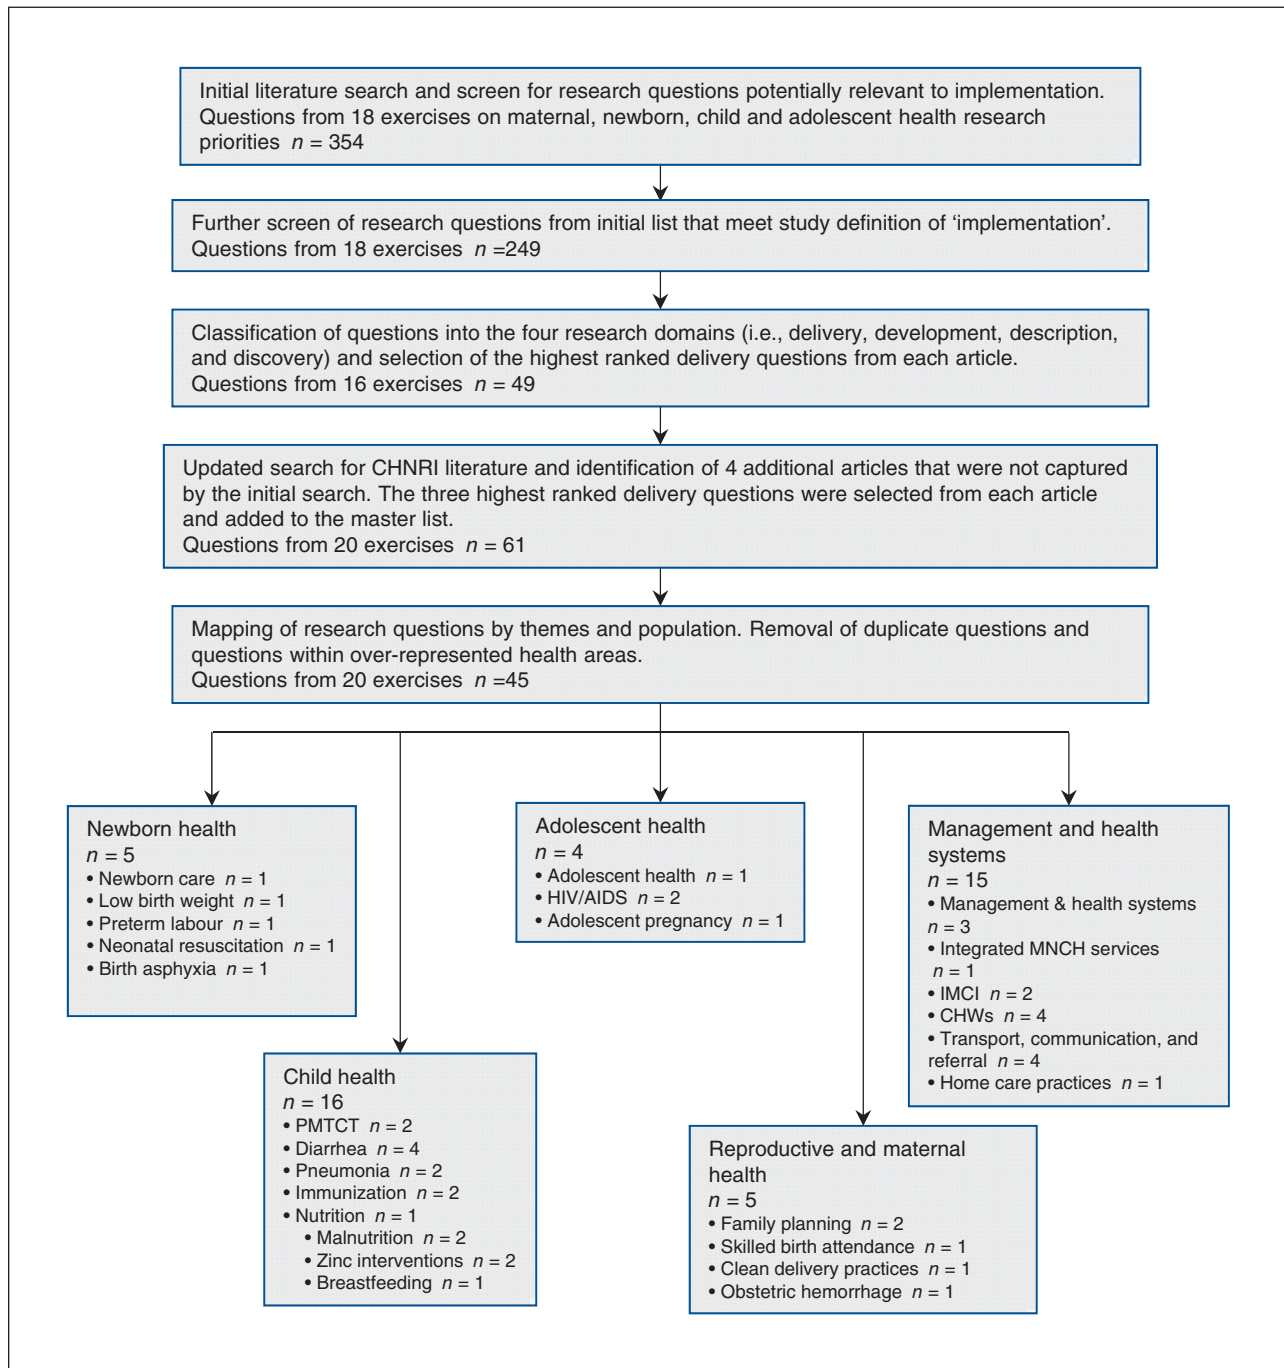 Initial literature search and screen for research questions potentially relevant to implementation.
Questions from 18 exercises on maternal, newborn, child and adolescent health research
priorities n = 354
Further screen of research questions from initial list that meet study definition of ‘implementation’.
Questions from 18 exercises n =249
Classification of questions into the four research domains (i.e., delivery, development, description,
and discovery) and selection of the highest ranked delivery questions from each article.
Questions from 16 exercises n = 49
Updated search for CHNRI literature and identification of 4 additional articles that were not captured
by the initial search. The three highest ranked delivery questions were selected from each article
and added to the master list.
Questions from 20 exercises n = 61
Mapping of research questions by themes and population. Removal of duplicate questions and
questions within over-represented health areas.
Questions from 20 exercises n =45
Newborn health
n = 5
• Newborn care n = 1
• Low birth weight n = 1
• Preterm labour n = 1
• Neonatal resuscitation n = 1
• Birth asphyxia n = 1
Child health
n = 16
• PMTCT n = 2
• Diarrhea n = 4
• Pneumonia n = 2
• Immunization n = 2
• Nutrition n = 1
• Malnutrition n = 2
• Zinc interventions n = 2
• Breastfeeding n = 1
Adolescent health
n = 4
• Adolescent health n = 1
• HIV/AIDS n = 2
• Adolescent pregnancy n = 1
Reproductive and maternal
health
n = 5
• Family planning n = 2
• Skilled birth attendance n = 1
• Clean delivery practices n = 1
• Obstetric hemorrhage n = 1
Management and health
systems
n = 15
• Management & health systems
n = 3
• Integrated MNCH services
n = 1
• IMCI n = 2
• CHWs n = 4
• Transport, communication, and
referral n = 4
• Home care practices n = 1